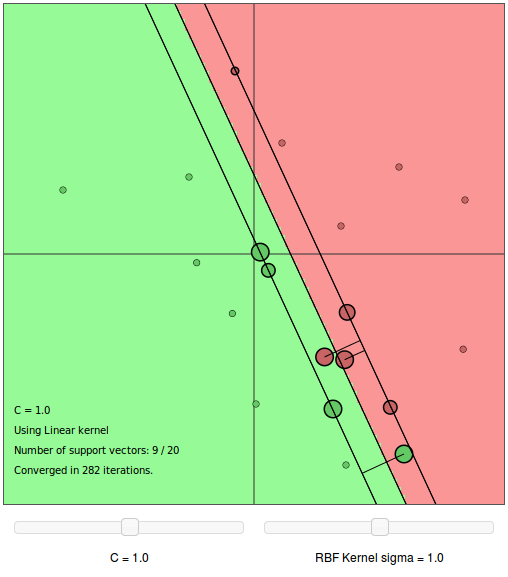 C = 1.0
Using Linear kernel
Number of support vectors: 9 / 20
Converged in 282 iterations.
C = 1.0
RBF Kernel sigma = 1.0